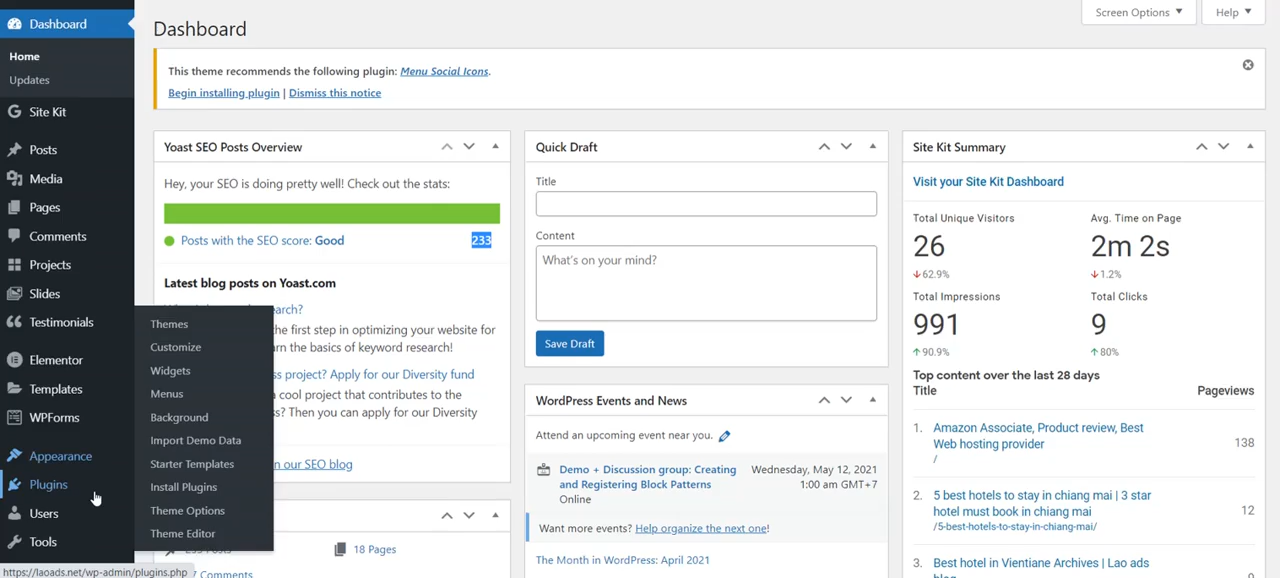 Dashboard
Home
Updates
Site Kit
Posts
Media
Pages
Comments
Projects
Slides
Testimonials
Elementor
Templates
WPForms
Appearance
Plugins
Users
Tools
Themes
Customize
Widgets
Menus
Background
Import Demo Data
Starter Templates
Install Plugins
Theme Options
Theme Editor
https://laoads.net/wp-admin/plugins.php
Dashboard
Screen Options
Help
This theme recommends the following plugin: Menu Social Icons.
Begin installing plugin | Dismiss this notice
Yoast SEO Posts Overview
Hey, your SEO is doing pretty well! Check out the stats:
Posts with the SEO score: Good
233
Latest blog posts on Yoast.com
earch?
the first step in optimizing your website for
arn the basics of keyword research!
ss project? Apply for our Diversity fund
a cool project that contributes to the
s? Then you can apply for our Diversity
n our SEO blog
18 Pages
Comments
Quick Draft
Title
Content
What's on your mind?
Save Draft
WordPress Events and News
Attend an upcoming event near you.
Demo + Discussion group: Creating
and Registering Block Patterns
Online
Wednesday, May 12, 2021
1:00 am GMT+7
Want more events? Help organize the next one!
The Month in WordPress: April 2021
Site Kit Summary
Visit your Site Kit Dashboard
Total Unique Visitors
26
62.9%
Avg. Time on Page
2m 2s
1.2%
Total Impressions
991
90.9%
Total Clicks
9
80%
Top content over the last 28 days
Title
Pageviews
1. Amazon Associate, Product review, Best
Web hosting provider
/
138
2. 5 best hotels to stay in chiang mai | 3 star
hotel must book in chiang mai
/5-best-hotels-to-stay-in-chiang-mai/
12
3. Best hotel in Vientiane Archives | Lao ads